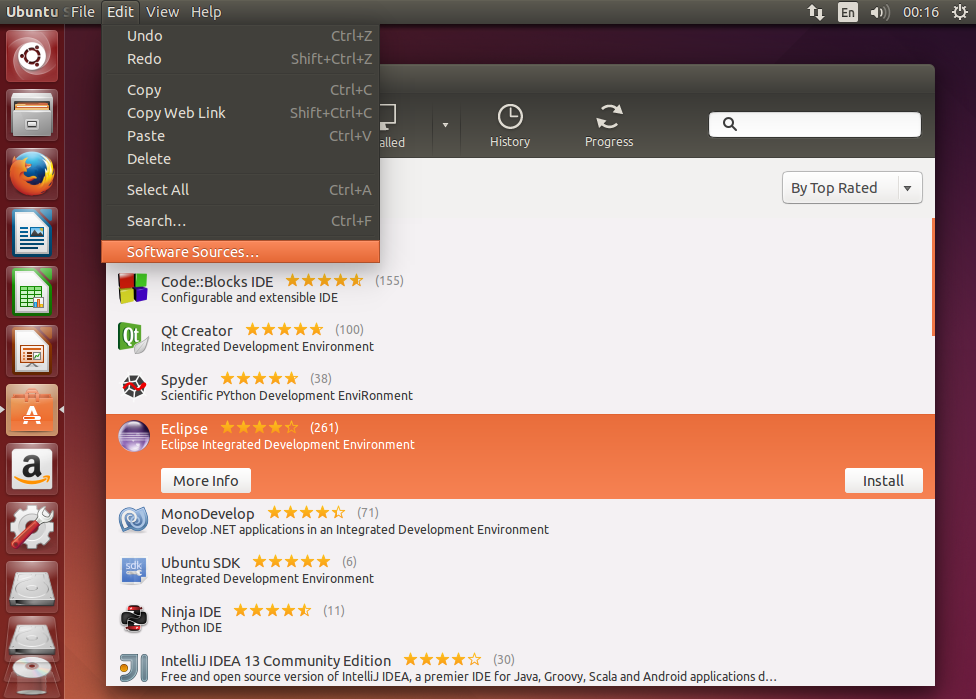 Ubuntu S File Edit View Help En 00:16
Undo Ctrl+Z
Redo Shift+Ctrl+Z
Copy Ctrl+C
Copy Web Link Shift+Ctrl+C
Paste Ctrl+V
Delete
Select All Ctrl+A
Search… Ctrl+F
Software Sources…
alled
History
Progress
By Top Rated
Code::Blocks IDE (155)
Configurable and extensible IDE
Qt Creator (100)
Integrated Development Environment
Spyder (38)
Scientific PYthon Development EnviRonment
Eclipse (261)
Eclipse Integrated Development Environment
More Info Install
MonoDevelop (71)
Develop .NET applications in an Integrated Development Environment
Ubuntu SDK (6)
Integrated Development Environment
Ninja IDE (11)
Python IDE
IntelliJ IDEA 13 Community Edition (30)
Free and open source version of IntelliJ IDEA, a premier IDE for Java, Groovy, Scala and Android applications d…
Qt
sdk
A
a